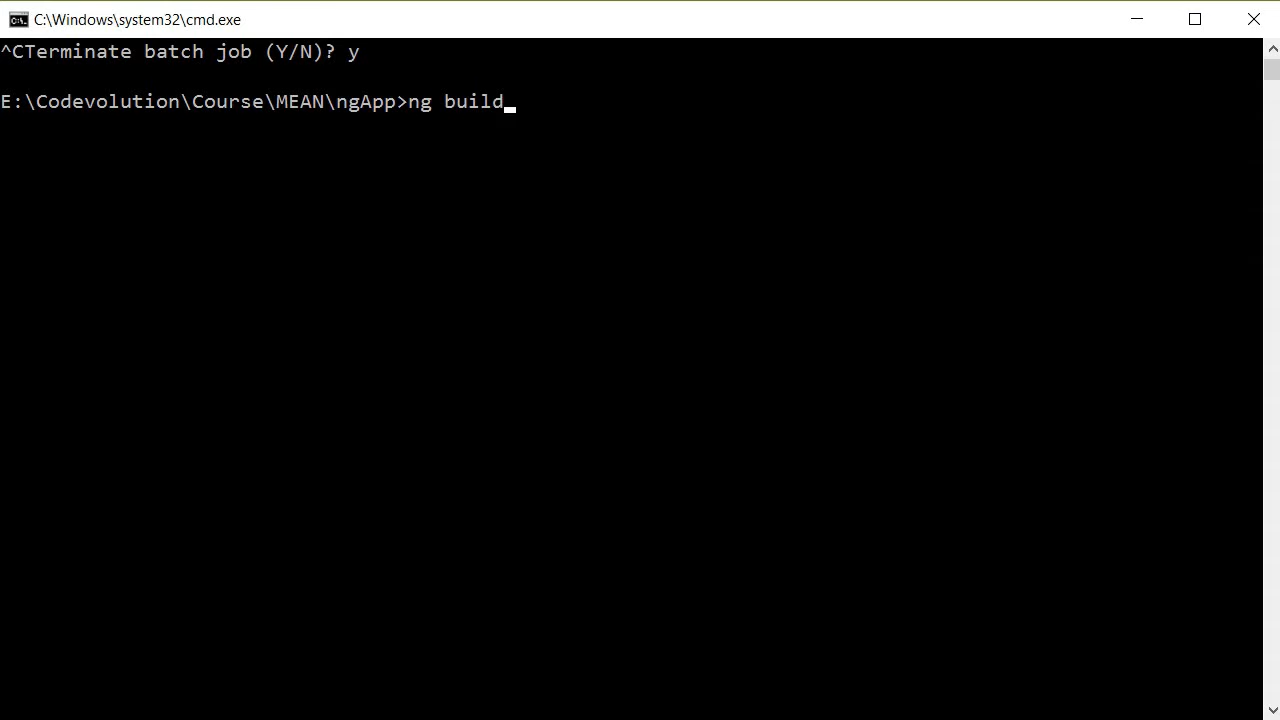 C:\Windows\system32\cmd.exe
^CTerminate batch job (Y/N)? y
E:\Codevolution\Course\MEAN\ngApp>ng build